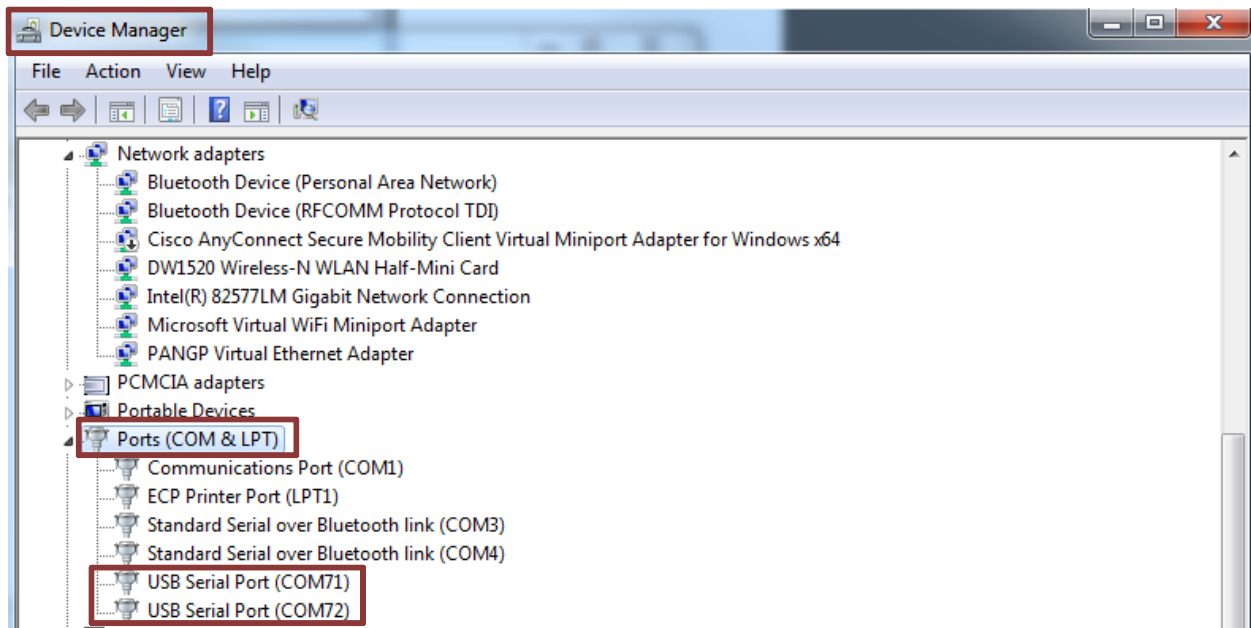 Device Manager
File Action View Help
Network adapters
Bluetooth Device (Personal Area Network)
Bluetooth Device (RFCOMM Protocol TDI)
Cisco AnyConnect Secure Mobility Client Virtual Miniport Adapter for Windows x64
DW1520 Wireless-N WLAN Half-Mini Card
Intel(R) 82577LM Gigabit Network Connection
Microsoft Virtual WiFi Miniport Adapter
PANGP Virtual Ethernet Adapter
PCMCIA adapters
Portable Devices
Ports (COM & LPT)
Communications Port (COM1)
ECP Printer Port (LPT1)
Standard Serial over Bluetooth link (COM3)
Standard Serial over Bluetooth link (COM4)
USB Serial Port (COM71)
USB Serial Port (COM72)